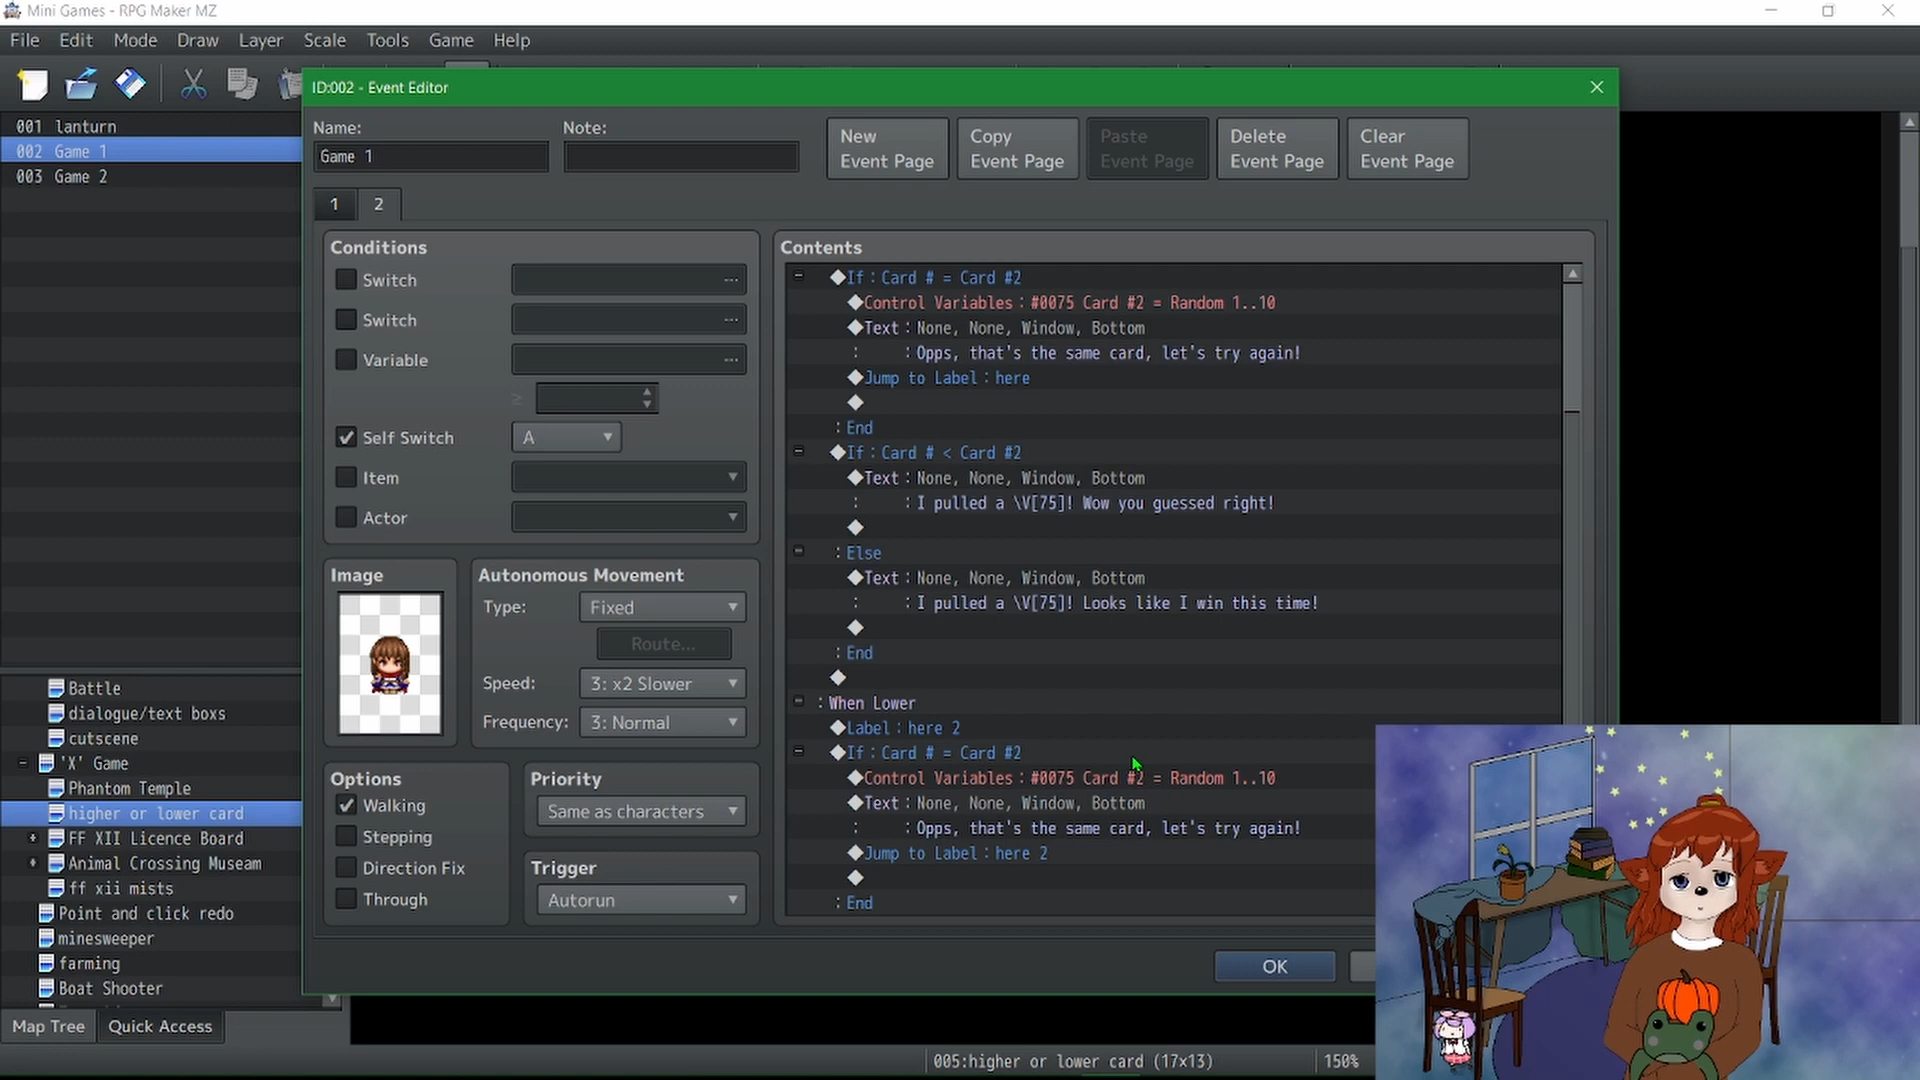 Mini Games - RPG Maker MZ
File Edit Mode Draw Layer Scale Tools Game Help
ID:002 - Event Editor
001 lanturn
002 Game 1
003 Game 2
Name:
Game 1
Note:
New Event Page
Copy Event Page
Paste Event Page
Delete Event Page
Clear Event Page
1 2
Conditions
Switch ...
Switch ...
Variable ...
≥
Self Switch A
Item
Actor
Image
Autonomous Movement
Type: Fixed
Route...
Speed: 3: x2 Slower
Frequency: 3: Normal
Options
Walking
Stepping
Direction Fix
Through
Priority
Same as characters
Trigger
Autorun
Contents
◆If : Card # = Card #2
◆Control Variables : #0075 Card #2 = Random 1..10
◆Text : None, None, Window, Bottom
: : Opps, that's the same card, let's try again!
◆Jump to Label : here
◆
: End
◆If : Card # < Card #2
◆Text : None, None, Window, Bottom
: : I pulled a \V[75]! Wow you guessed right!
◆
: Else
◆Text : None, None, Window, Bottom
: : I pulled a \V[75]! Looks like I win this time!
◆
: End
◆
: When Lower
◆Label : here 2
◆If : Card # = Card #2
◆Control Variables : #0075 Card #2 = Random 1..10
◆Text : None, None, Window, Bottom
: : Opps, that's the same card, let's try again!
◆Jump to Label : here 2
◆
: End
OK
Battle
dialogue/text boxs
cutscene
'X' Game
Phantom Temple
higher or lower card
FF XII Licence Board
Animal Crossing Museam
ff xii mists
Point and click redo
minesweeper
farming
Boat Shooter
Map Tree Quick Access
005:higher or lower card (17x13)
150%